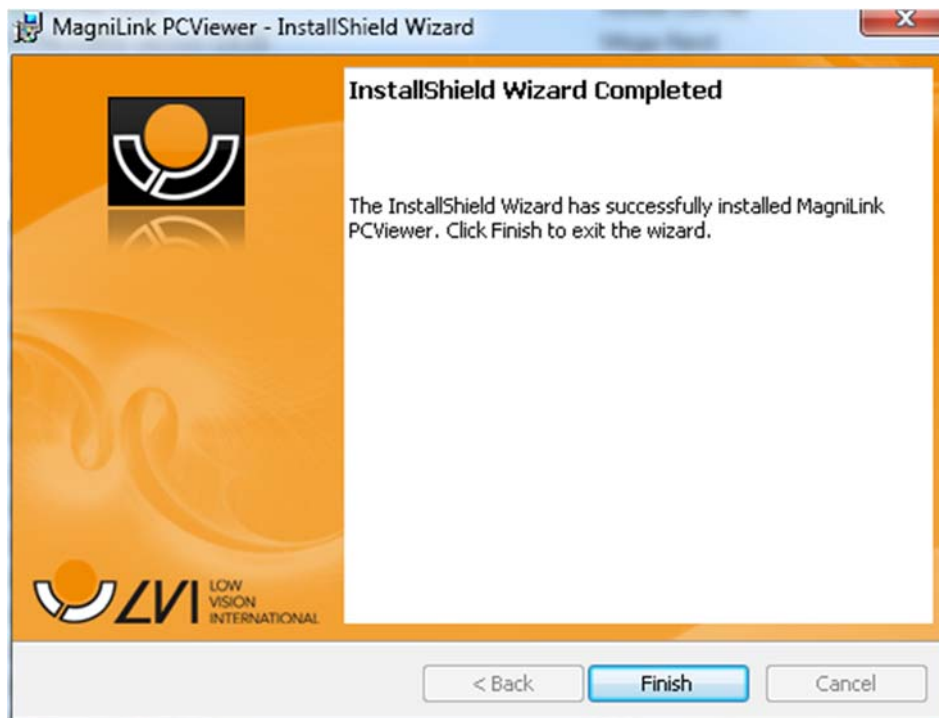 MagniLink PCViewer - InstallShield Wizard
InstallShield Wizard Completed
The InstallShield Wizard has successfully installed MagniLink
PCViewer. Click Finish to exit the wizard.
LVI
LOW
VISION
INTERNATIONAL
< Back
Finish
Cancel